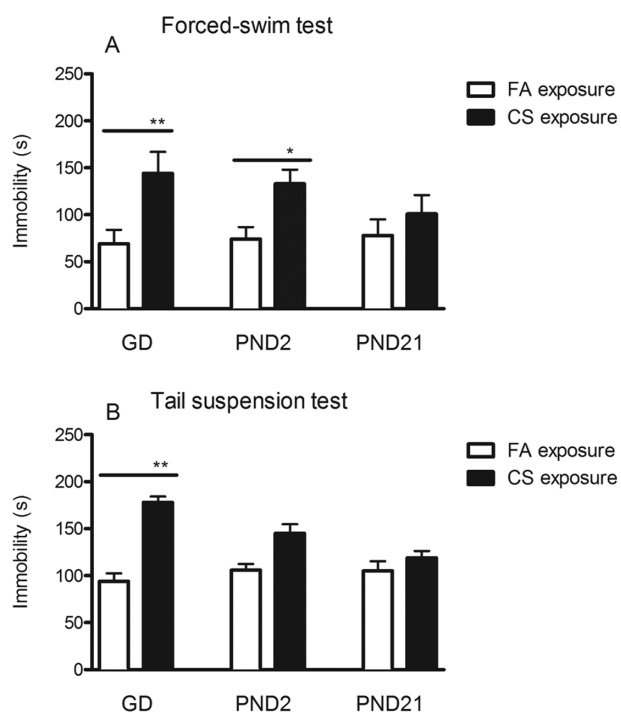 Forced-swim test
A
250
200
150
100
50
0
Immobility (s)
**
*
FA exposure
CS exposure
GD PND2 PND21
Tail suspension test
B
250
200
150
100
50
0
Immobility (s)
**
FA exposure
CS exposure
GD PND2 PND21